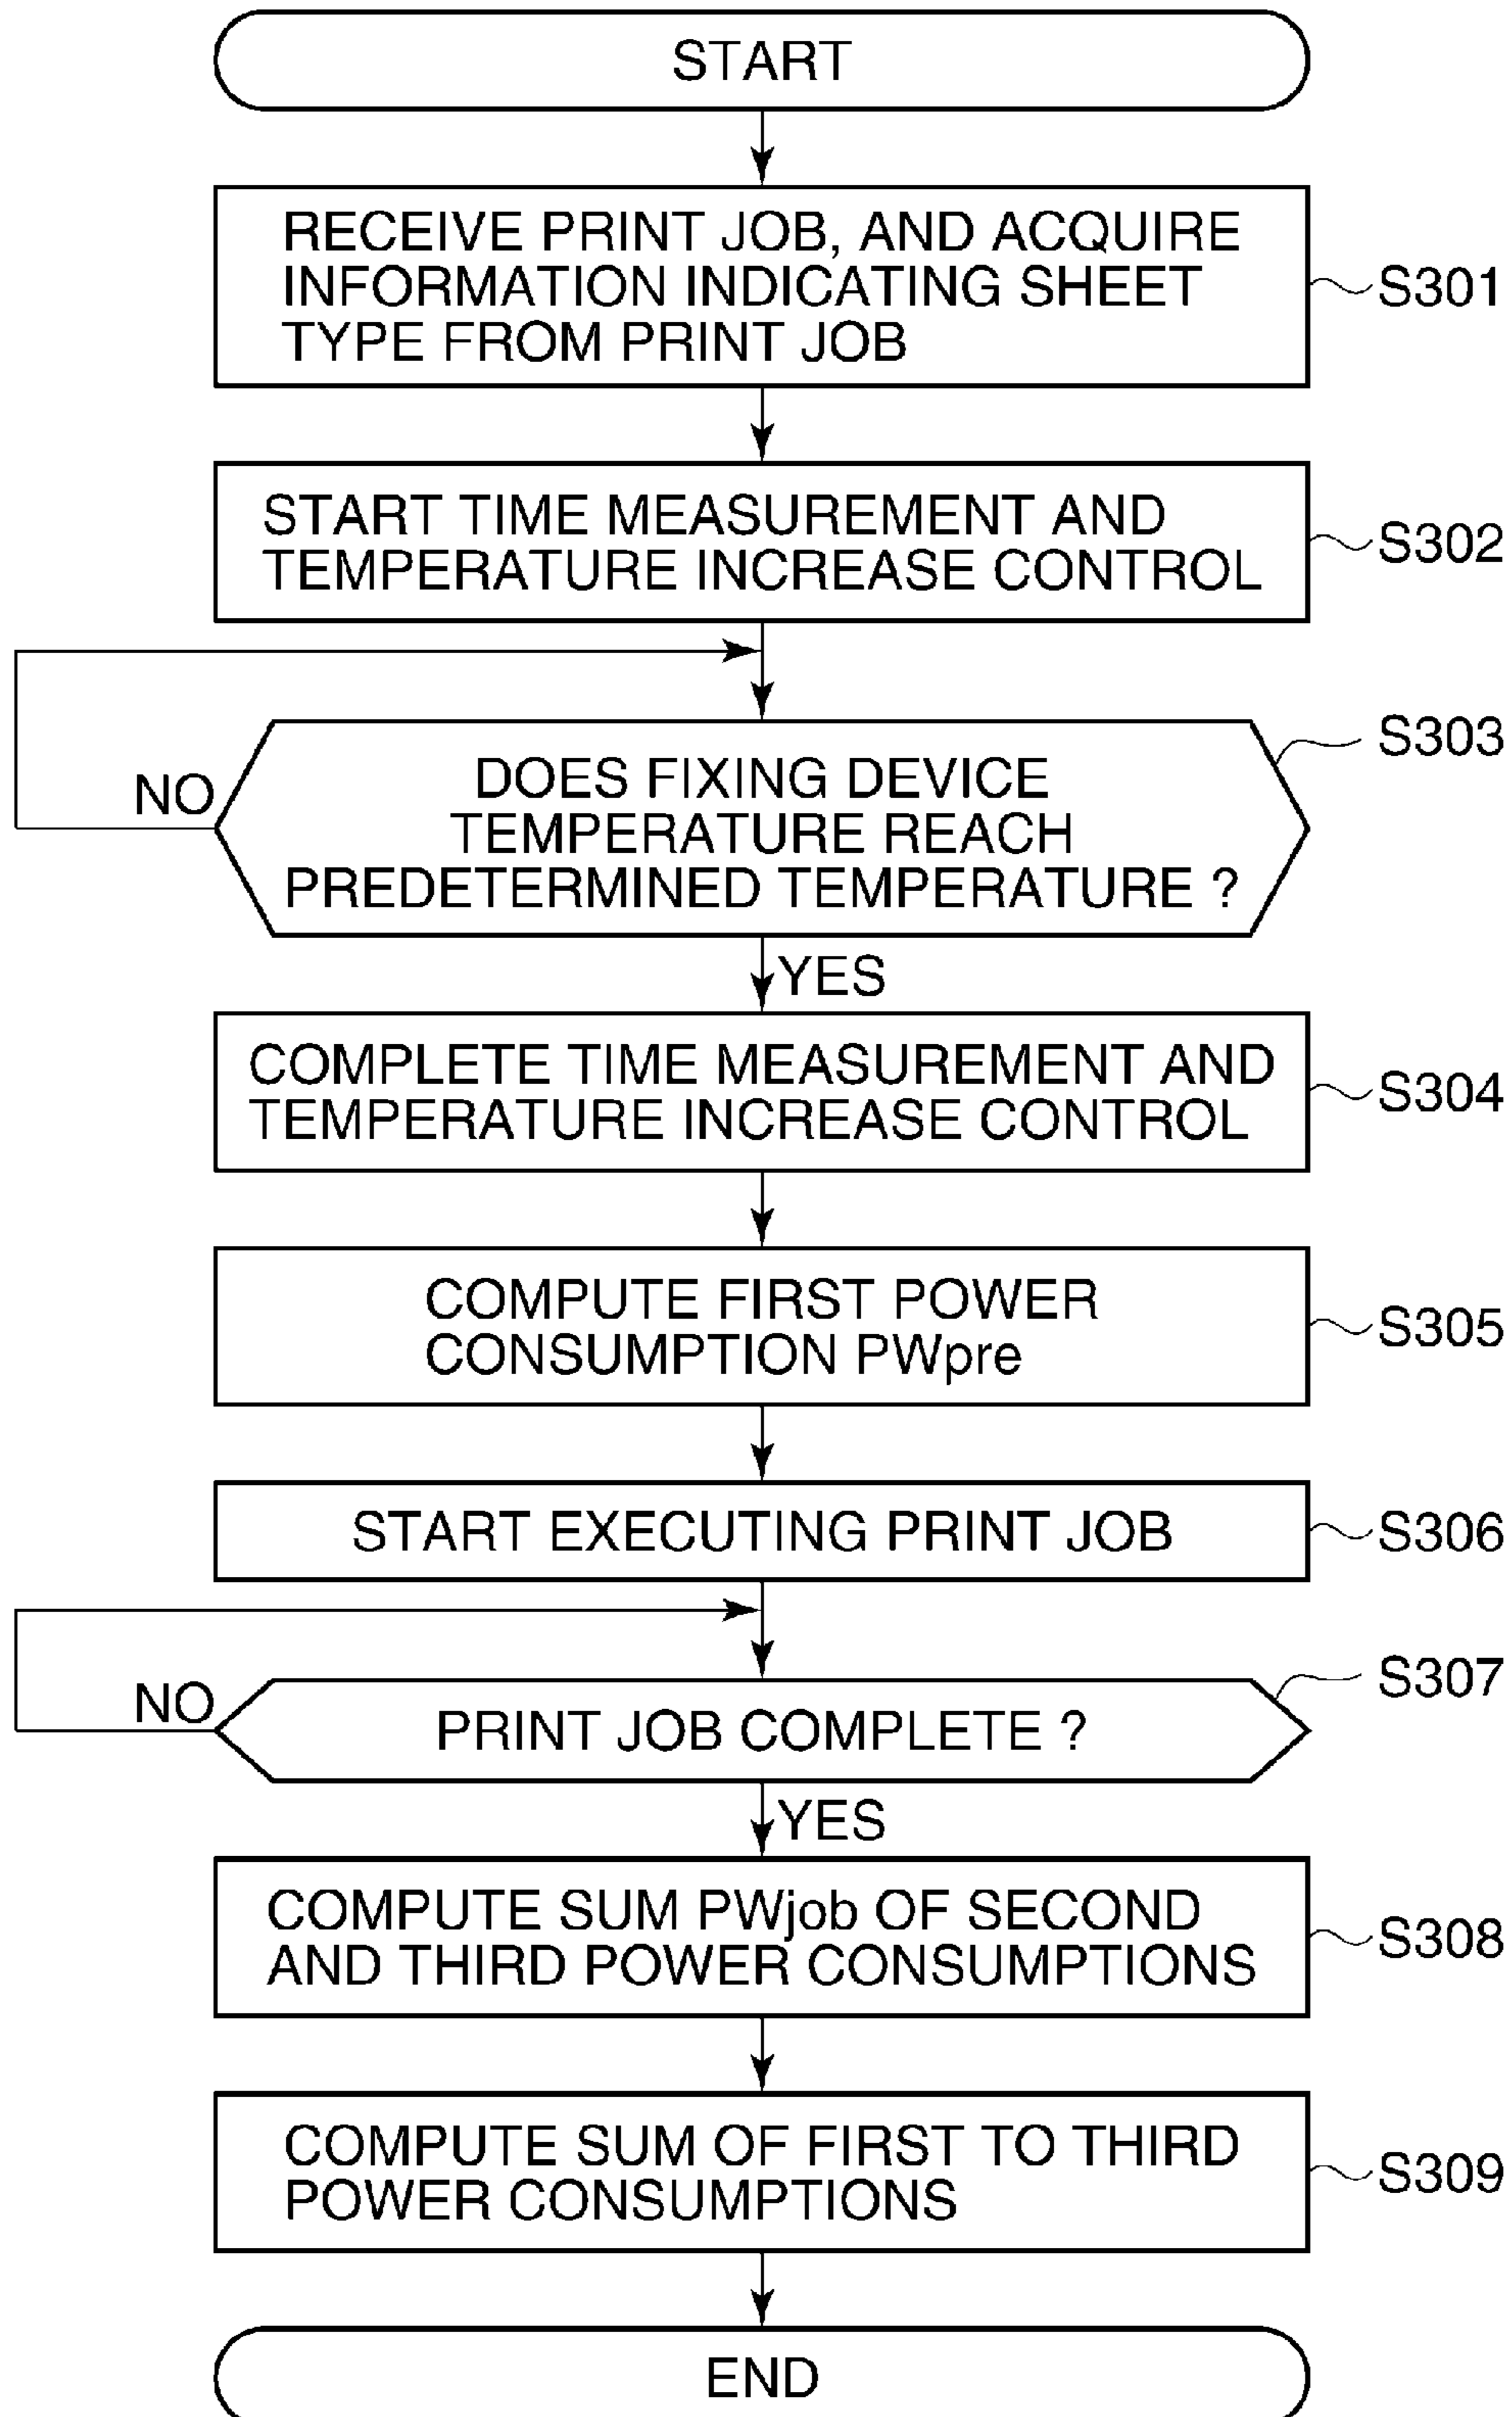 START
RECEIVE PRINT JOB, AND ACQUIRE
INFORMATION INDICATING SHEET
TYPE FROM PRINT JOB
S301
START TIME MEASUREMENT AND
TEMPERATURE INCREASE CONTROL
S302
DOES FIXING DEVICE
TEMPERATURE REACH
PREDETERMINED TEMPERATURE ?
S303
NO
YES
COMPLETE TIME MEASUREMENT AND
TEMPERATURE INCREASE CONTROL
S304
COMPUTE FIRST POWER
CONSUMPTION PWpre
S305
START EXECUTING PRINT JOB
S306
PRINT JOB COMPLETE ?
S307
NO
YES
COMPUTE SUM PWjob OF SECOND
AND THIRD POWER CONSUMPTIONS
S308
COMPUTE SUM OF FIRST TO THIRD
POWER CONSUMPTIONS
S309
END